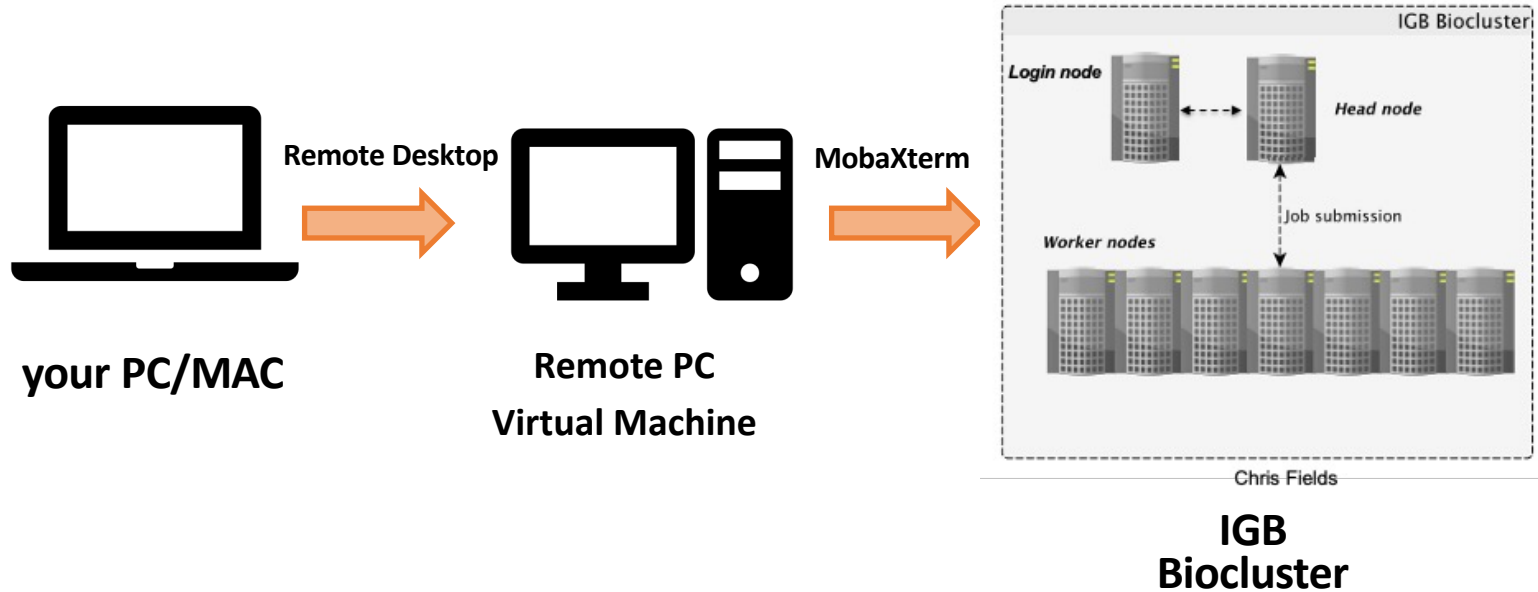 your PC/MAC
Remote Desktop
Remote PC
Virtual Machine
MobaXterm
IGB Biocluster
Login node
Head node
Job submission
Worker nodes
Chris Fields
IGB
Biocluster